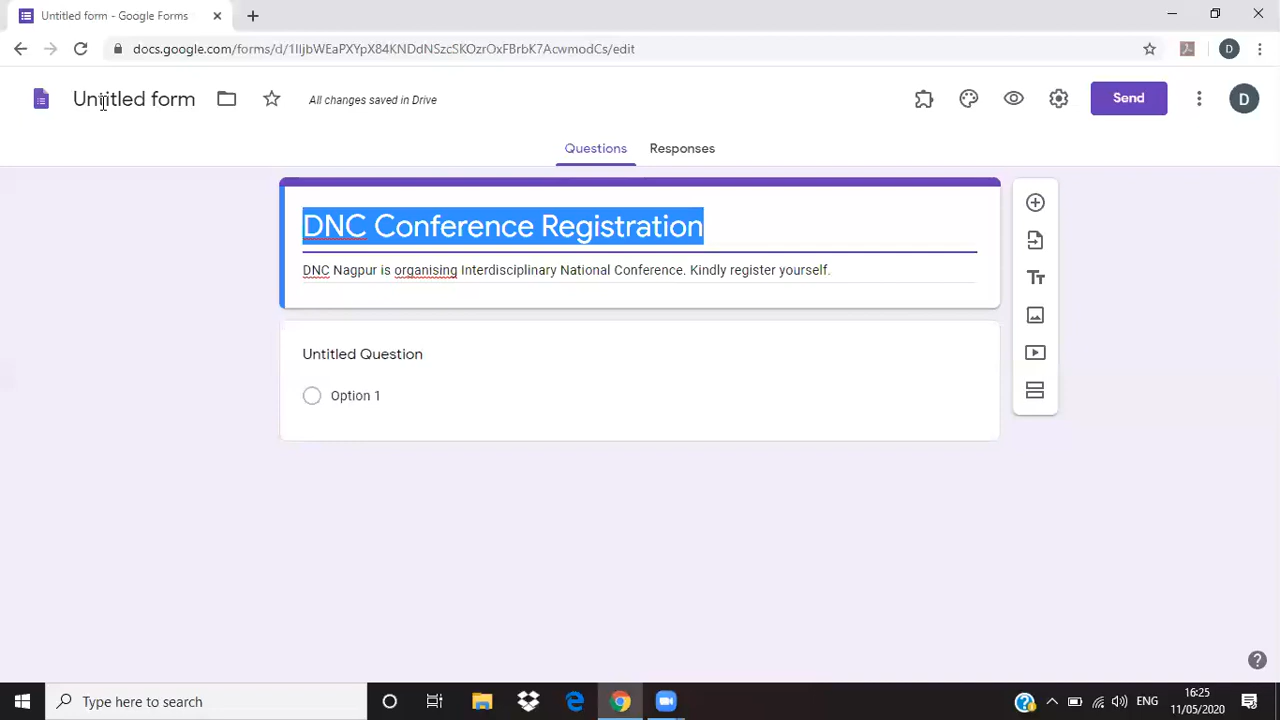 Untitled form - Google Forms
docs.google.com/forms/d/1IIjbWEaPXYpX84KNDdNSzcSKOzrOxFBrbK7AcwmodCs/edit
D
Untitled form
All changes saved in Drive
Send
D
Questions
Responses
DNC Conference Registration
DNC Nagpur is organising Interdisciplinary National Conference. Kindly register yourself.
Tt
Untitled Question
Option 1
Type here to search
ENG
16:25
11/05/2020